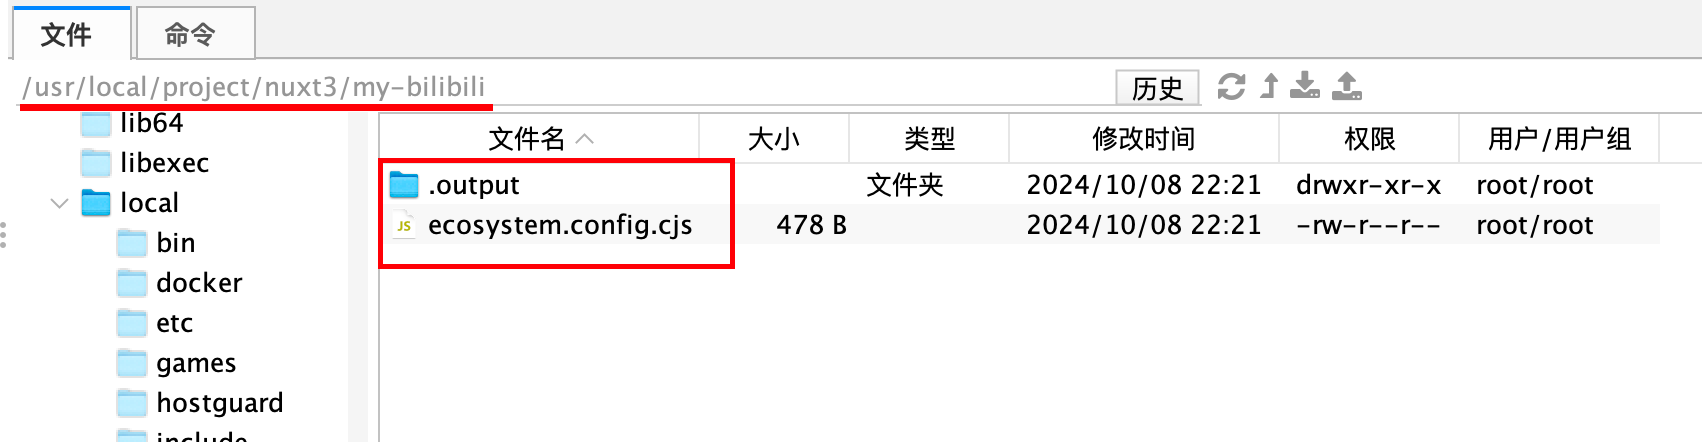 文件 命令
/usr/local/project/nuxt3/my-bilibili 历史
lib64
libexec
local
bin
docker
etc
games
hostguard
include
文件名 大小 类型 修改时间 权限 用户/用户组
.output 文件夹 2024/10/08 22:21 drwxr-xr-x root/root
JS ecosystem.config.cjs 478 B 2024/10/08 22:21 -rw-r--r-- root/root